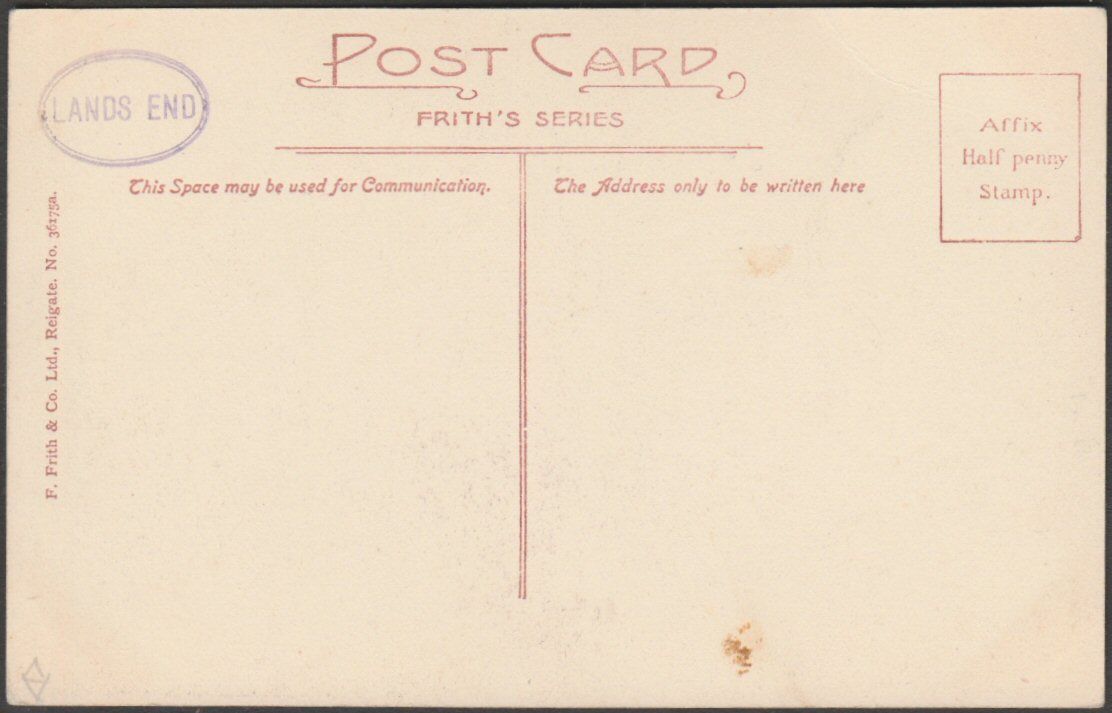 LANDS END
POST CARD
FRITH'S SERIES
This Space may be used for Communication.
The Address only to be written here
Affix
Half penny
Stamp.
F. Frith & Co. Ltd., Reigate. No. 36175a.